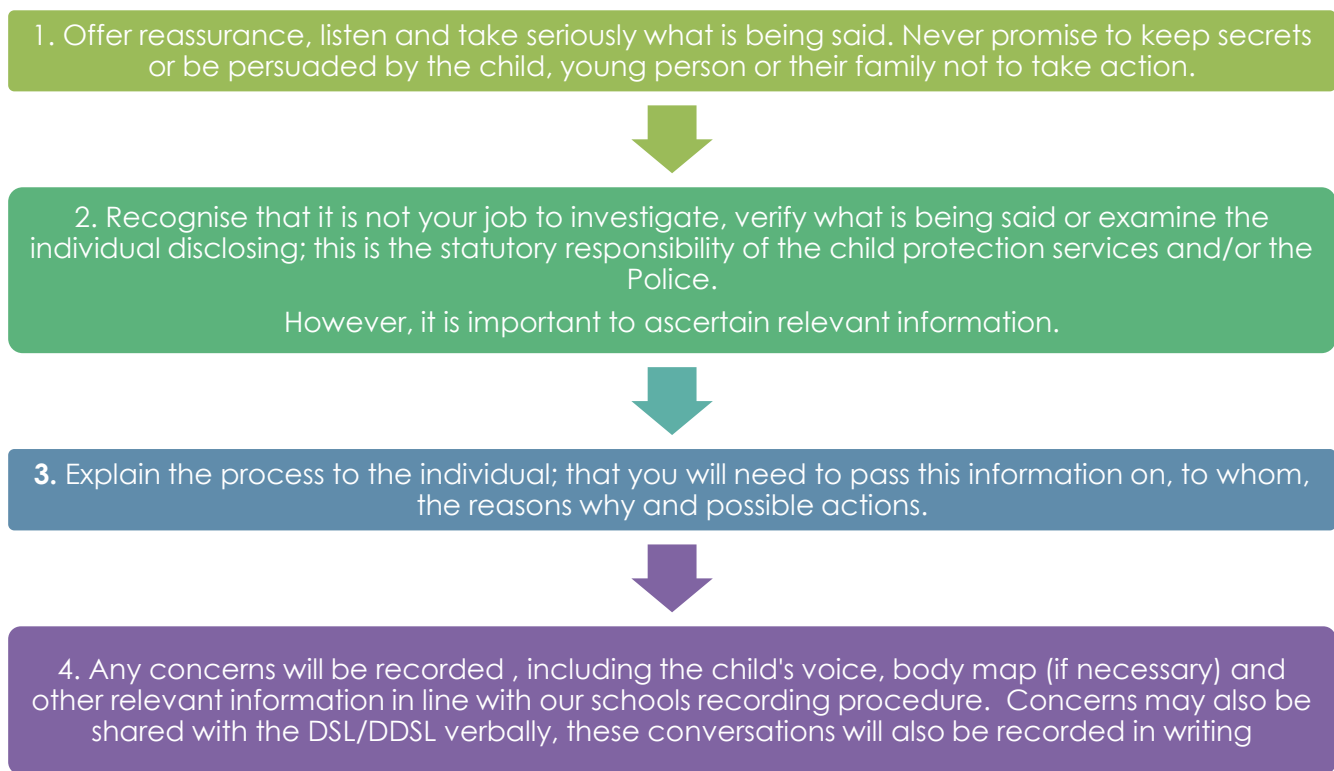 1. Offer reassurance, listen and take seriously what is being said. Never promise to keep secrets
or be persuaded by the child, young person or their family not to take action.
2. Recognise that it is not your job to investigate, verify what is being said or examine the
individual disclosing; this is the statutory responsibility of the child protection services and/or the
Police.
However, it is important to ascertain relevant information.
3. Explain the process to the individual; that you will need to pass this information on, to whom,
the reasons why and possible actions.
4. Any concerns will be recorded , including the child's voice, body map (if necessary) and
other relevant information in line with our schools recording procedure.  Concerns may also be
shared with the DSL/DDSL verbally, these conversations will also be recorded in writing